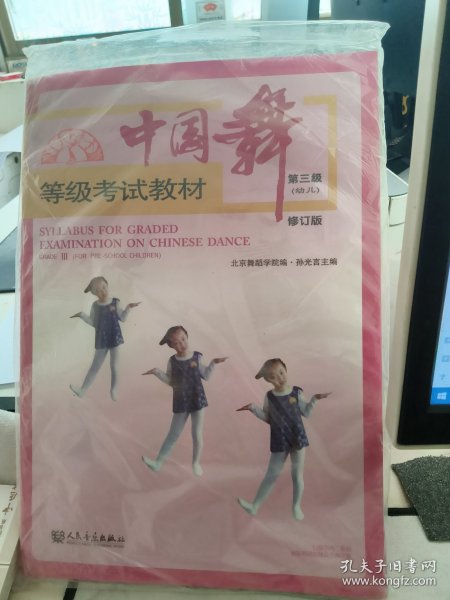 中国舞
等级考试教材
第三级
(幼儿)
修订版
SYLLABUS FOR GRADED
EXAMINATION ON CHINESE DANCE
GRADE III (FOR PRE-SCHOOL CHILDREN)
北京舞蹈学院编·孙光言主编
人民音乐出版社
孔夫子旧书网
www.kongfz.com